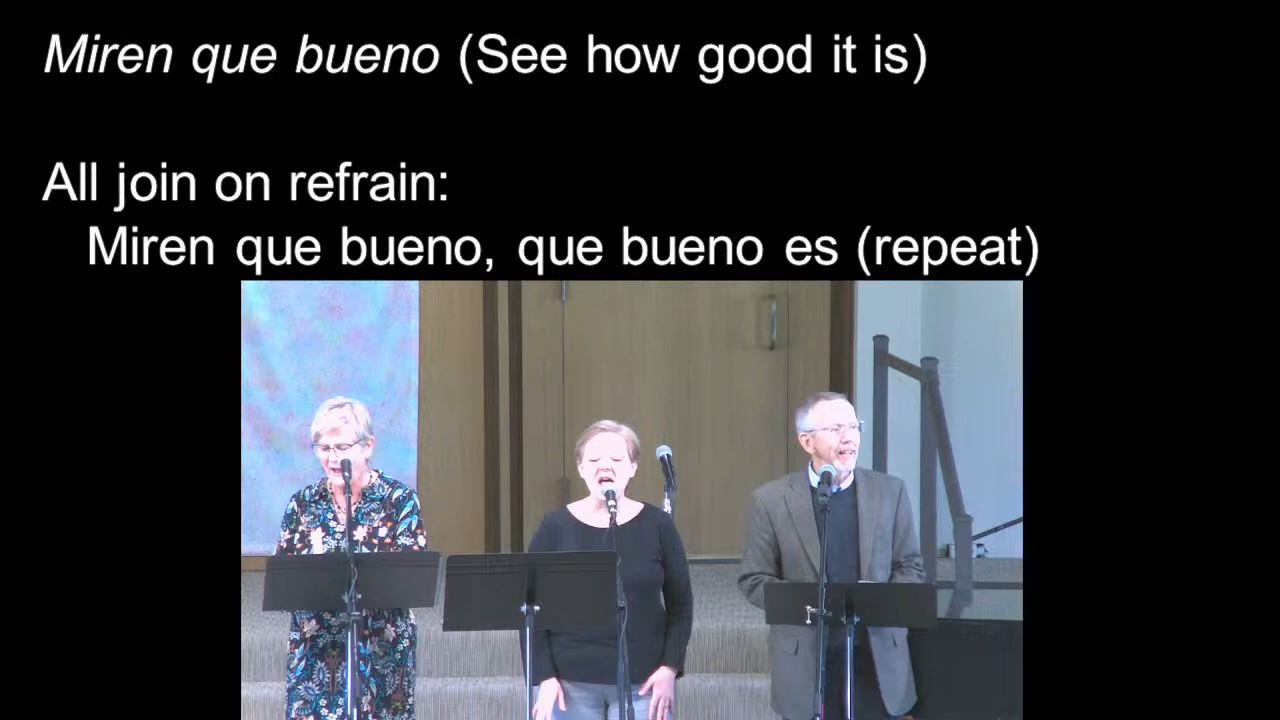 Miren que bueno (See how good it is)
All join on refrain:
Miren que bueno, que bueno es (repeat)